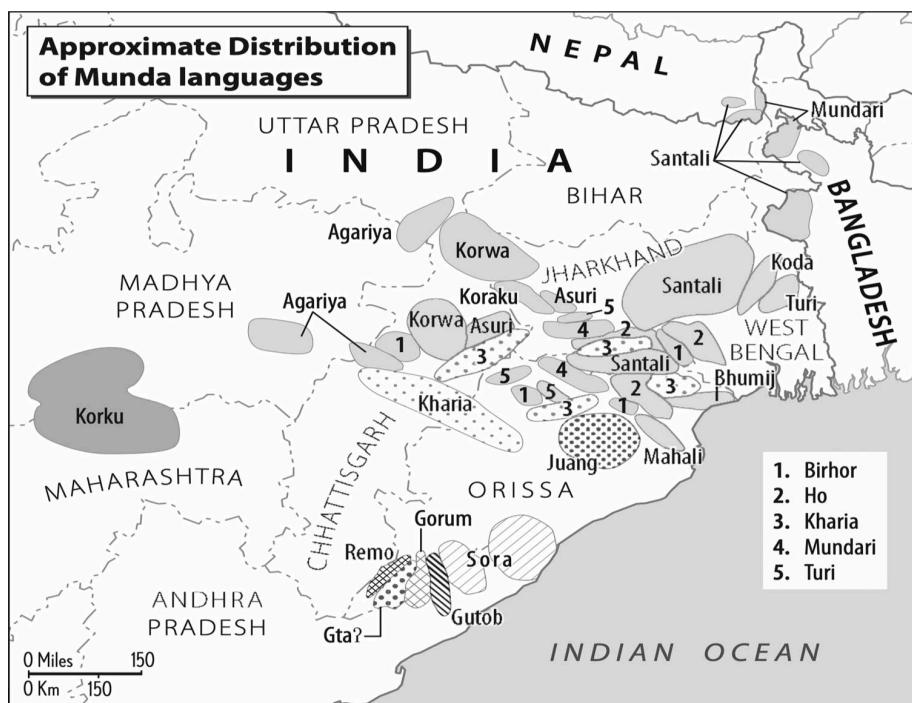 Approximate Distribution
of Munda languages
NEPAL
Mundari
UTTAR PRADESH
Santali
INDIA
BIHAR
BANGLADESH
Agariya
Korwa
JHARKHAND
Koda
MADHYA
PRADESH
Agariya
Koraku
Asuri
Santali
Turi
5
Korwa
Asuri
4
2
2
WEST
BENGAL
1
3
3
1
Santali
Bhumij
5
4
2
3
Korku
Kharia
1
5
3
1
Juang
Mahali
MAHARASHTRA
CHHATTISGARH
ORISSA
1. Birhor
2. Ho
3. Kharia
4. Mundari
5. Turi
Gorum
Remo
Sora
ANDHRA
PRADESH
Gutob
Gtaʔ
0 Miles 150
0 Km 150
INDIAN OCEAN